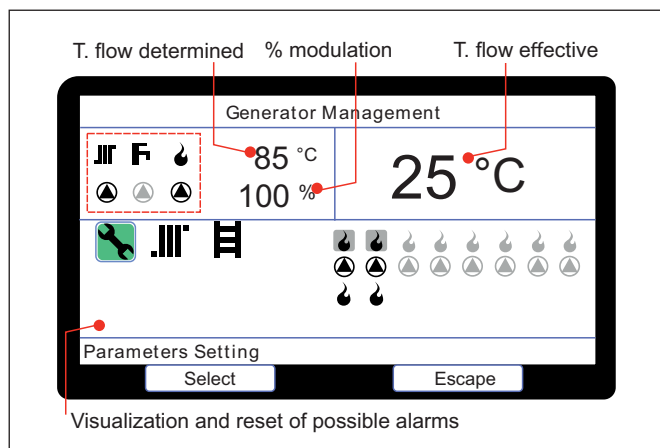 T. flow determined % modulation T. flow effective
Generator Management
85 °C
100 %
25 °C
Parameters Setting
Select Escape
Visualization and reset of possible alarms